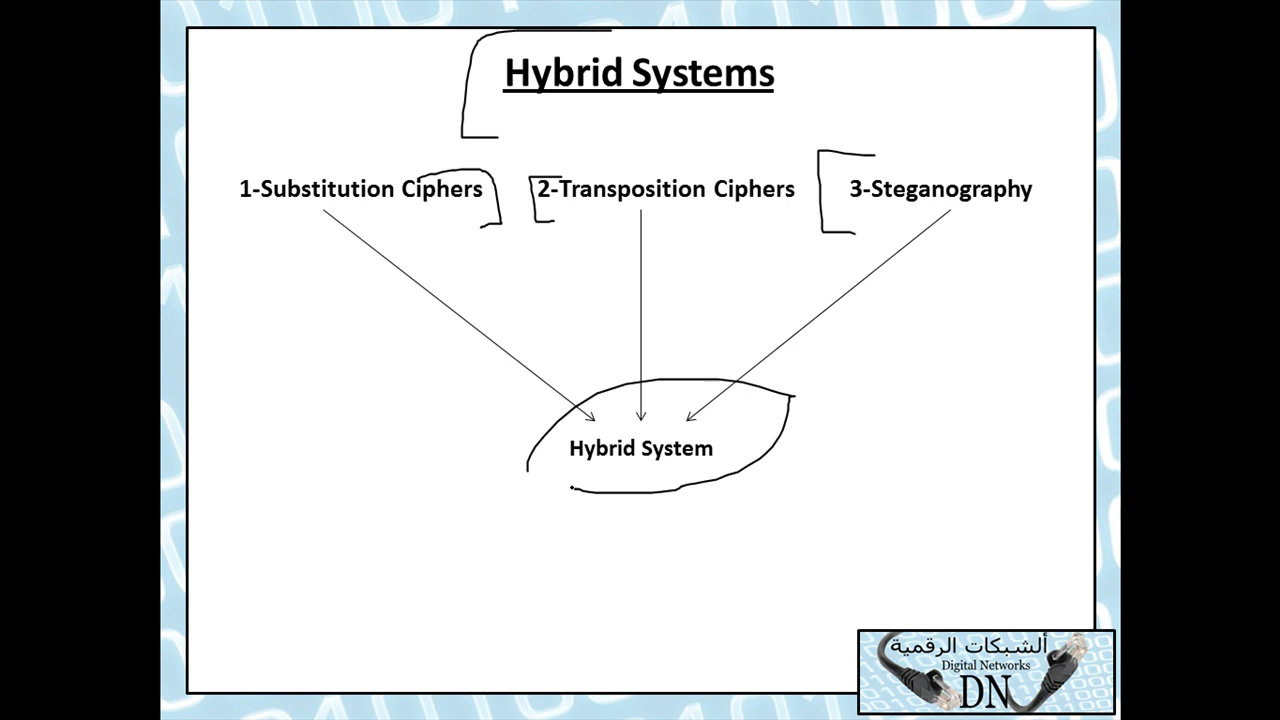 Hybrid Systems
1-Substitution Ciphers 2-Transposition Ciphers 3-Steganography
Hybrid System
ألشبكات الرقمية
Digital Networks
DN